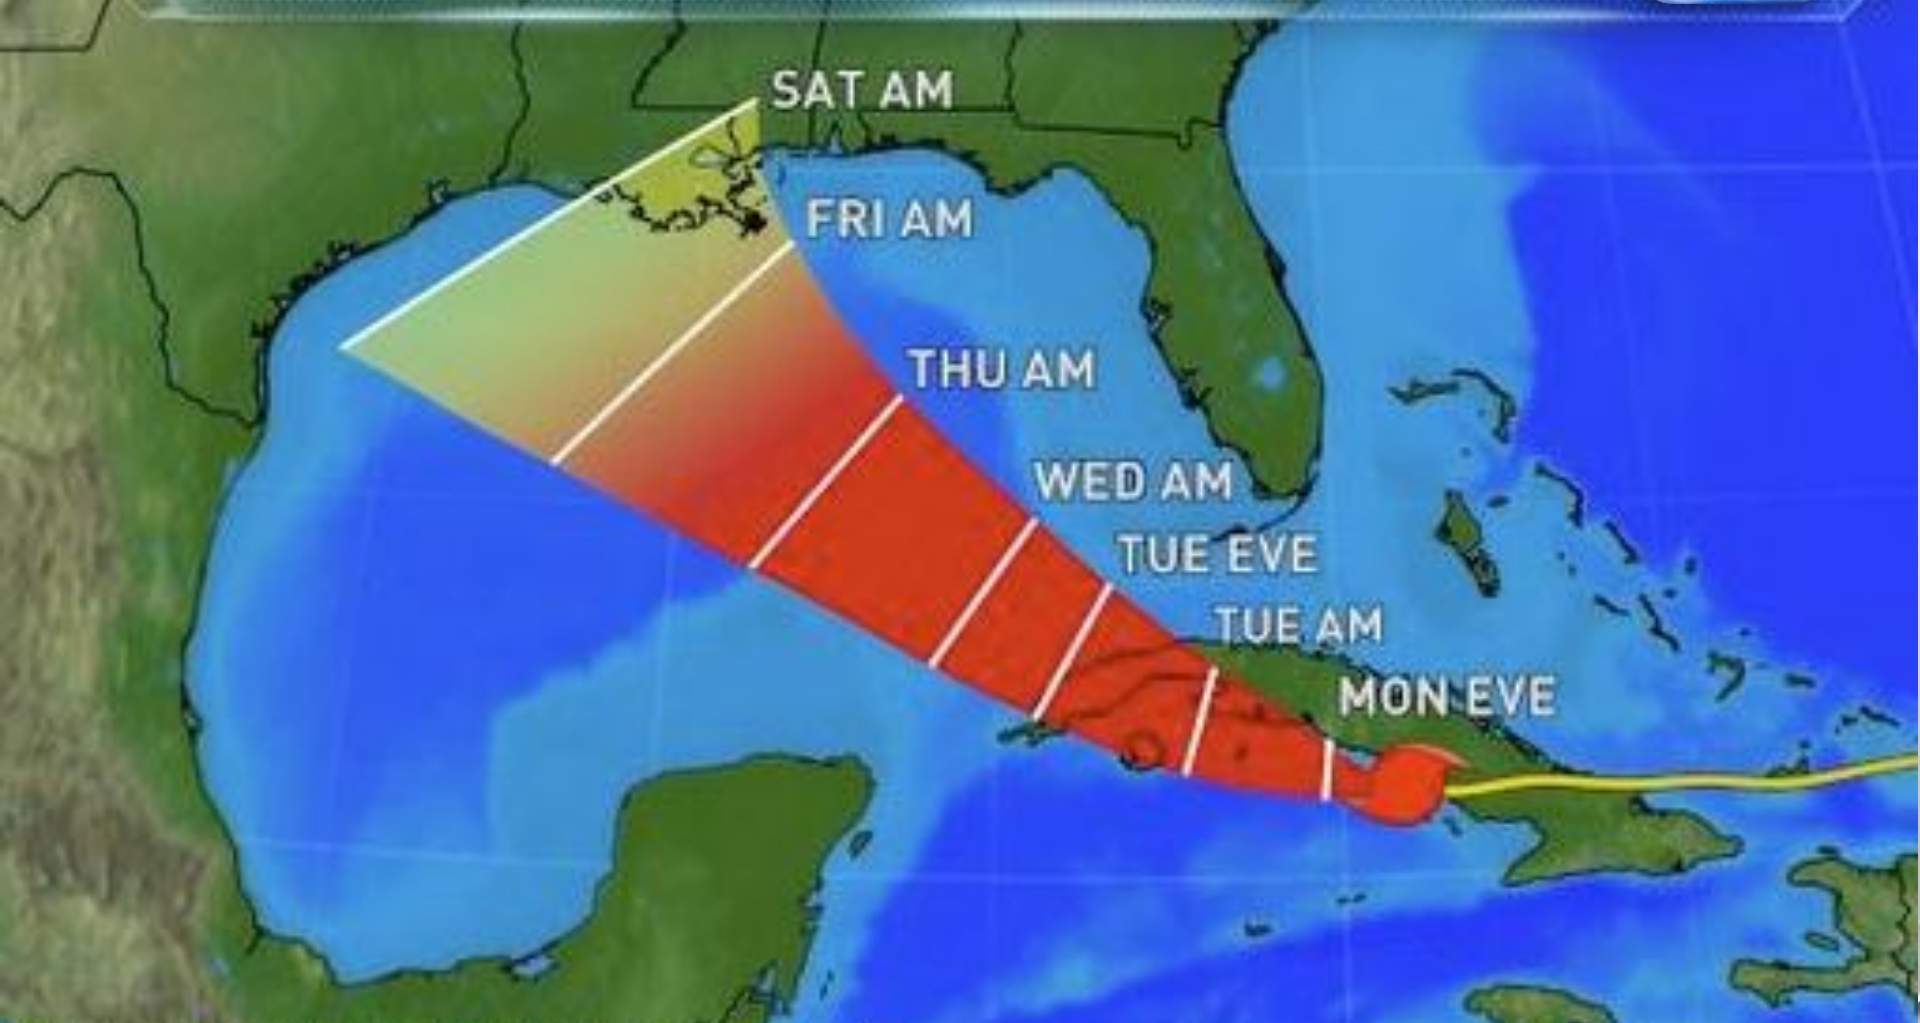 SAT AM
FRI AM
THU AM
WED AM
TUE EVE
TUE AM
MON EVE